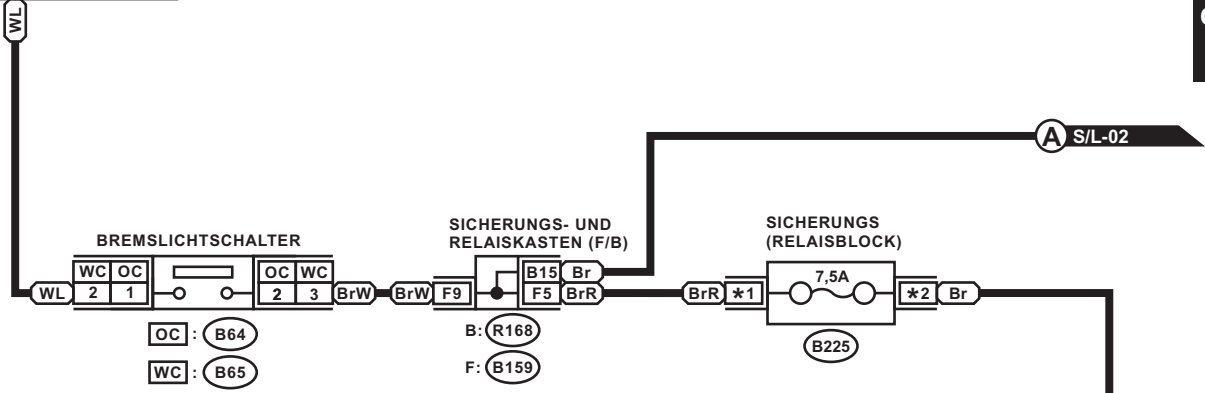 WL
A S/L-02
SICHERUNGS- UND
RELAISKASTEN (F/B)
SICHERUNGS
(RELAISBLOCK)
BREMSLICHTSCHALTER
WC OC OC WC
B15 Br
7,5A
WL 2 1 2 3 BrW BrW F9 F5 BrR BrR *1 *2 Br
OC : B64
B: R168
B225
WC : B65
F: B159